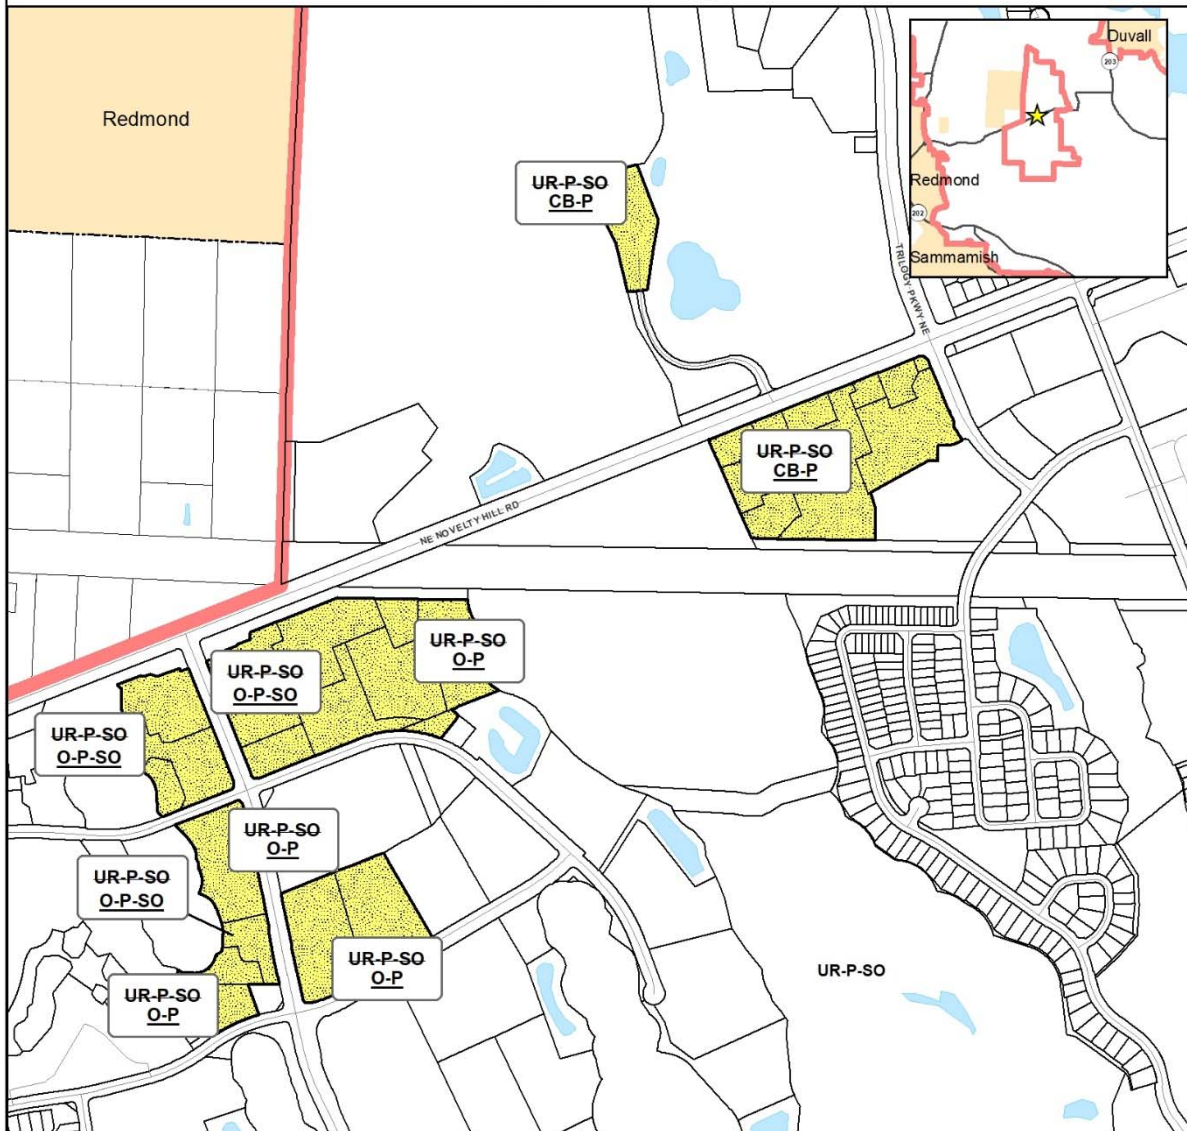 Redmond
UR-P-SO
CB-P
Duvall
203
Redmond
202
Sammamish
TRILOGY PKWY NE
UR-P-SO
CB-P
NE NOVELTY HILL RD
UR-P-SO
O-P
UR-P-SO
O-P-SO
UR-P-SO
O-P-SO
UR-P-SO
O-P
UR-P-SO
O-P-SO
UR-P-SO
O-P
UR-P-SO
O-P
UR-P-SO